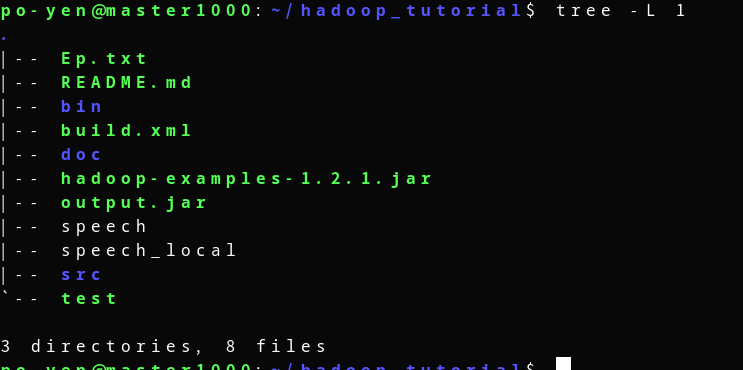 po-yen@master1000:~/hadoop_tutorial$ tree -L 1
.
|-- Ep.txt
|-- README.md
|-- bin
|-- build.xml
|-- doc
|-- hadoop-examples-1.2.1.jar
|-- output.jar
|-- speech
|-- speech_local
|-- src
`-- test
3 directories, 8 files
po-yen@master1000:~/hadoop_tutorial$